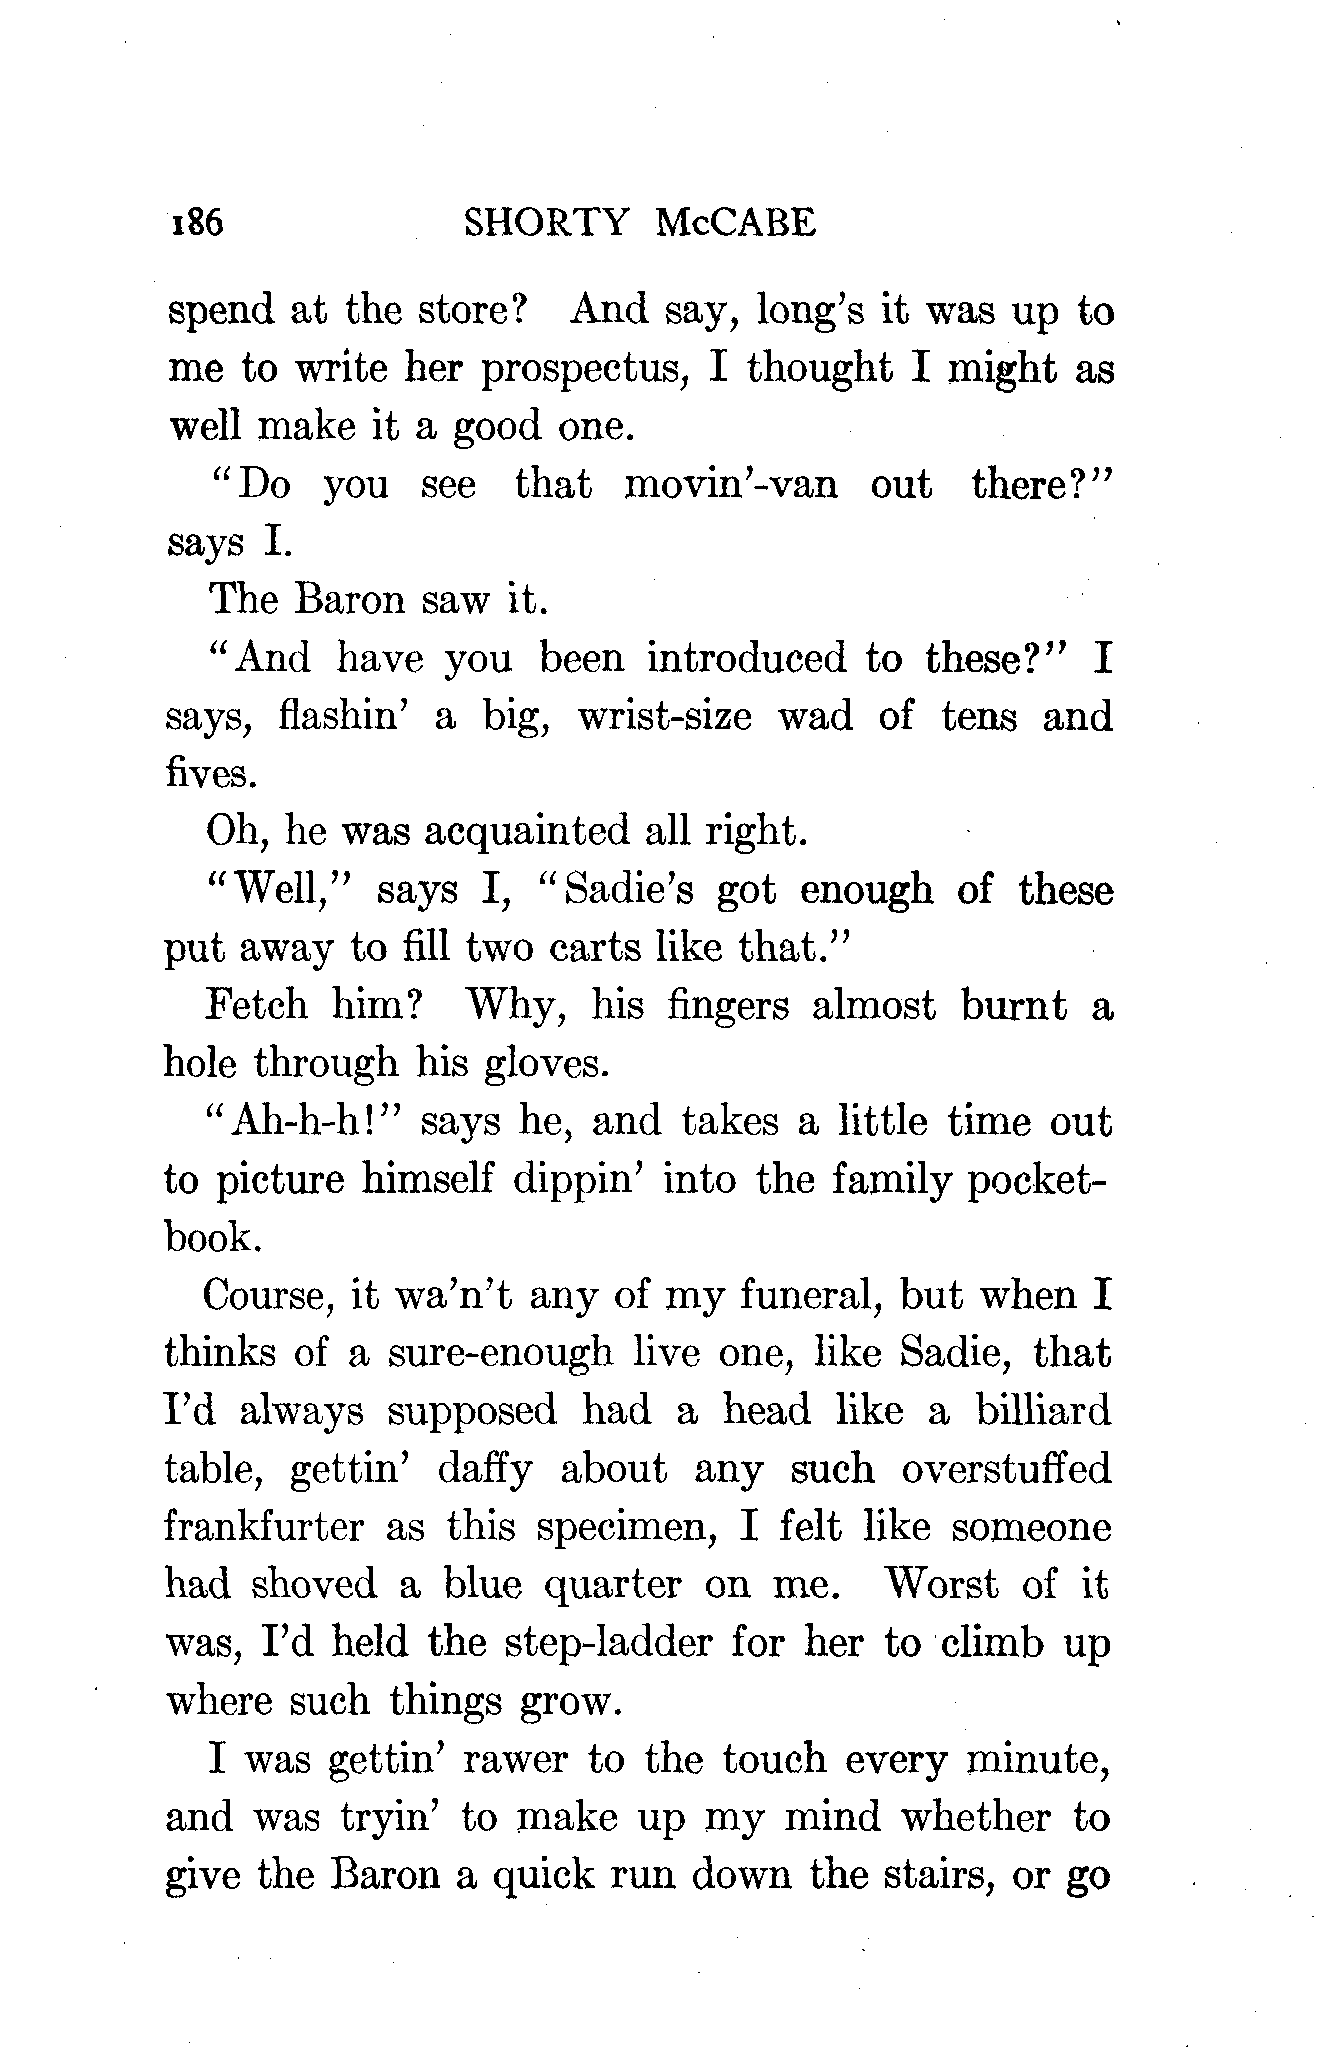 186 SHORTY McCABE
spend at the store? And say, long's it was up to
me to write her prospectus, I thought I might as
well make it a good one.
"Do you see that movin'-van out there?"
says I.
The Baron saw it.
"And have you been introduced to these?" I
says, flashin' a big, wrist-size wad of tens and
fives.
Oh, he was acquainted all right.
"Well," says I, "Sadie's got enough of these
put away to fill two carts like that."
Fetch him? Why, his fingers almost burnt a
hole through his gloves.
"Ah-h-h!" says he, and takes a little time out
to picture himself dippin' into the family pocket-
book.
Course, it wa'n't any of my funeral, but when I
thinks of a sure-enough live one, like Sadie, that
I'd always supposed had a head like a billiard
table, gettin' daffy about any such overstuffed
frankfurter as this specimen, I felt like someone
had shoved a blue quarter on me. Worst of it
was, I'd held the step-ladder for her to climb up
where such things grow.
I was gettin' rawer to the touch every minute,
and was tryin' to make up my mind whether to
give the Baron a quick run down the stairs, or go